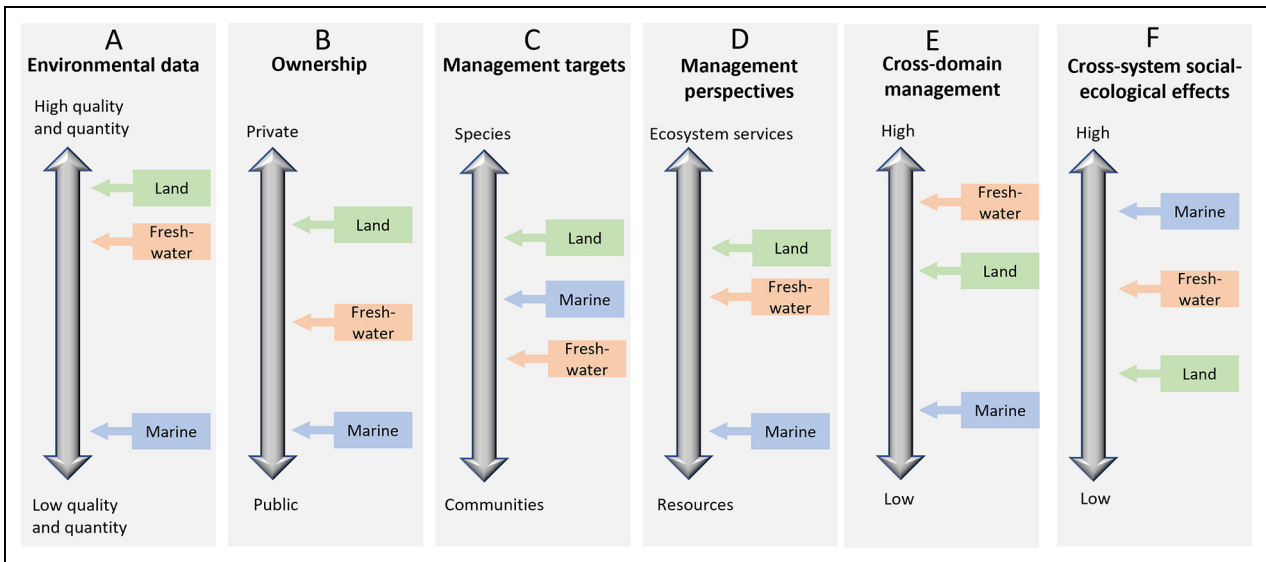 A
Environmental data
High quality
and quantity
Land
Fresh-
water
Marine
Low quality
and quantity
B
Ownership
Private
Land
Fresh-
water
Marine
Public
C
Management targets
Species
Land
Marine
Fresh-
water
Communities
D
Management
perspectives
Ecosystem services
Land
Fresh-
water
Marine
Resources
E
Cross-domain
management
High
Fresh-
water
Land
Marine
Low
F
Cross-system social-
ecological effects
High
Marine
Fresh-
water
Land
Low